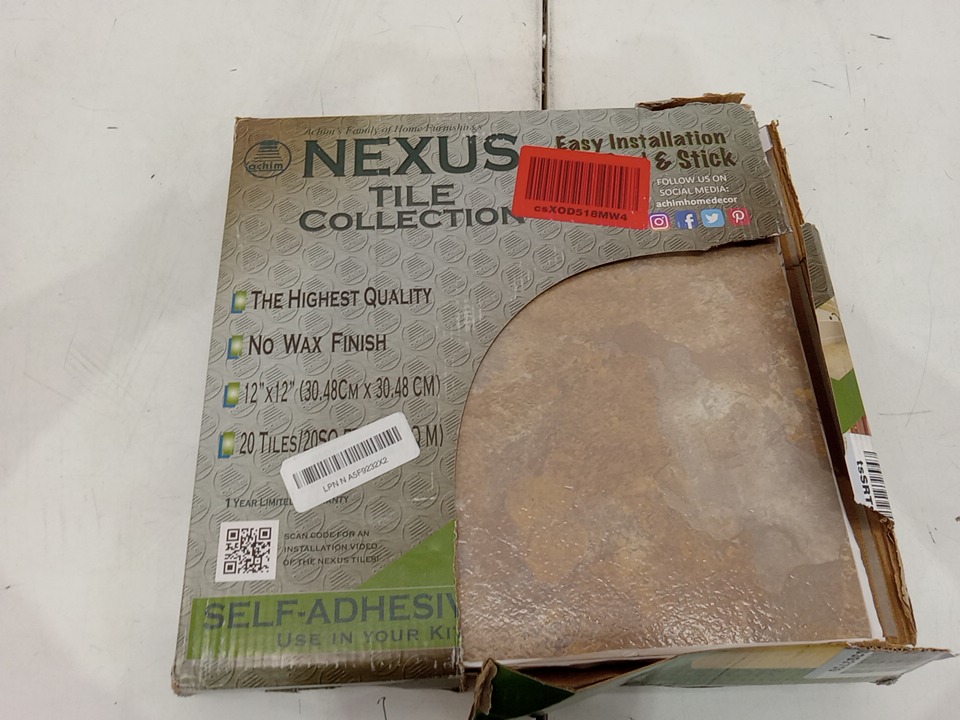 Achim's Family of Home Furnishings
achim
NEXUS
TILE
COLLECTION
Easy Installation
& Stick
FOLLOW US ON
SOCIAL MEDIA:
achimhomedecor
csXOD518MW4
THE HIGHEST QUALITY
NO WAX FINISH
12"x12" (30.48CM x 30.48 CM)
20 TILES/20SQ M)
LPN N A5F9232X2
1 YEAR LIMITED
SCAN CODE FOR AN
INSTALLATION VIDEO
OF THE NEXUS TILES!
SELF-ADHESIV
USE IN YOUR KI
tsSRT